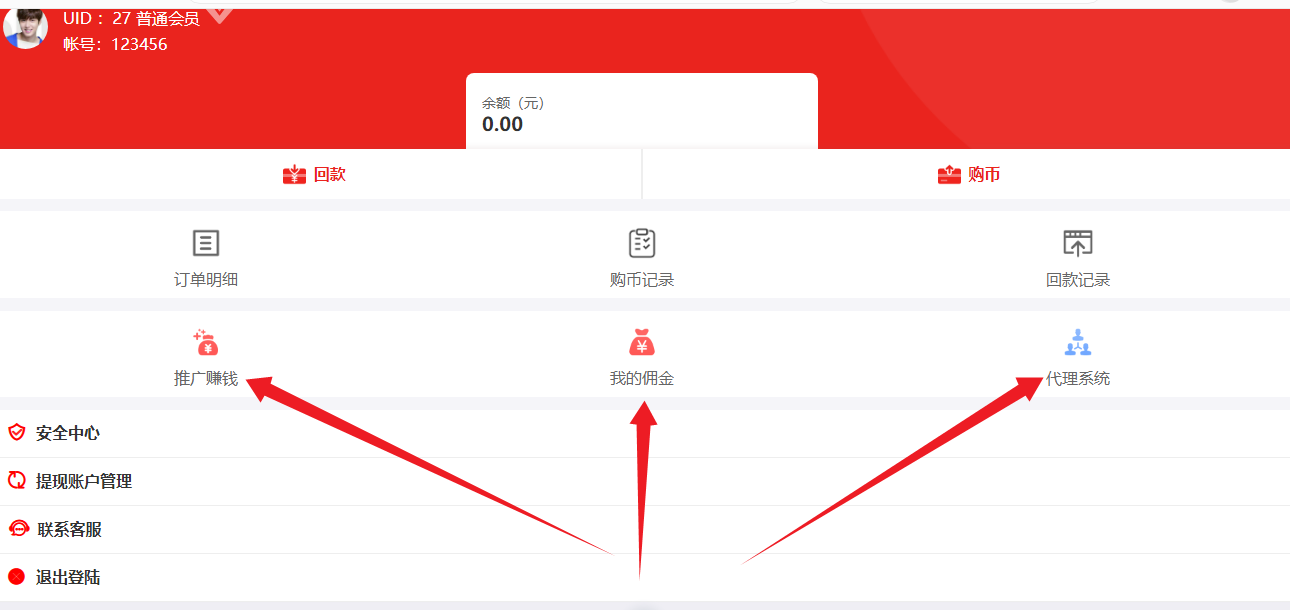 UID： 27 普通会员
帐号：123456
余额（元）
0.00
回款
购币
订单明细
购币记录
回款记录
推广赚钱
我的佣金
代理系统
安全中心
提现账户管理
联系客服
退出登陆